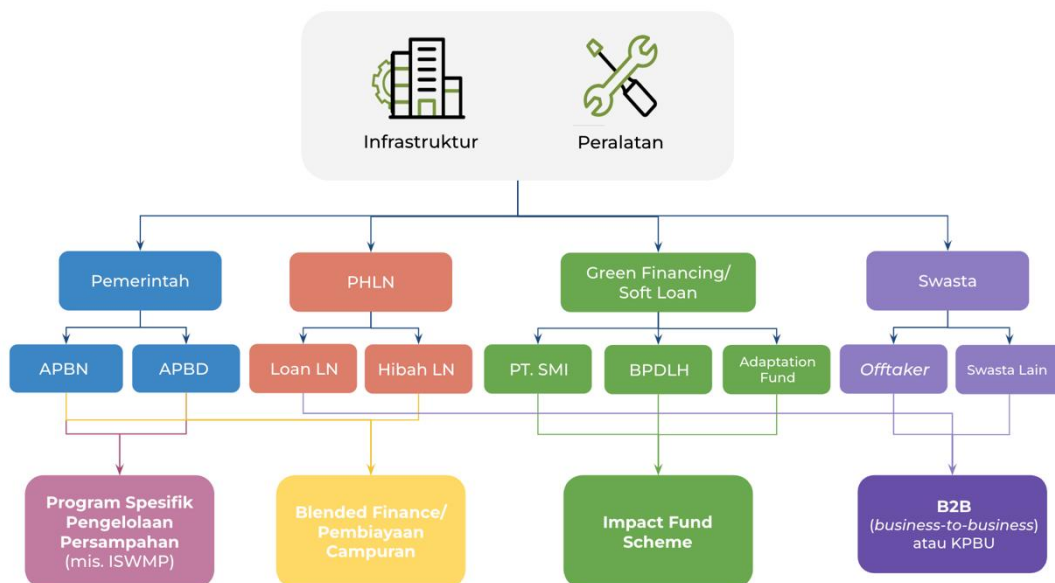 Infrastruktur
Peralatan
Pemerintah
PHLN
Green Financing/
Soft Loan
Swasta
APBN
APBD
Loan LN
Hibah LN
PT. SMI
BPDLH
Adaptation
Fund
Offtaker
Swasta Lain
Program Spesifik
Pengelolaan
Persampahan
(mis. ISWMP)
Blended Finance/
Pembiayaan
Campuran
Impact Fund
Scheme
B2B
(business-to-business)
atau KPBU